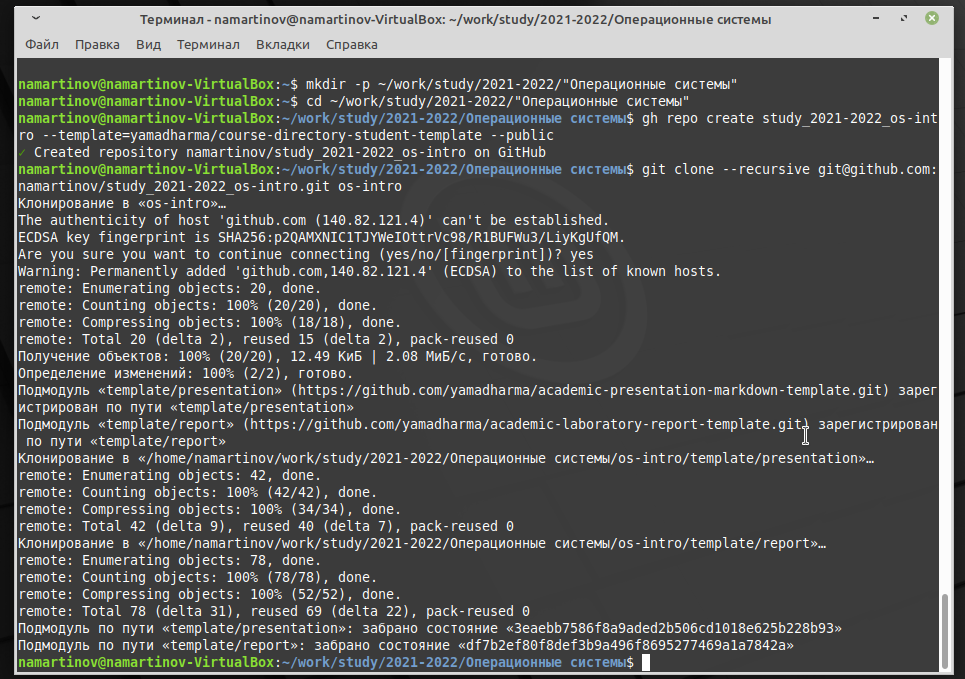 Терминал - namartinov@namartinov-VirtualBox: ~/work/study/2021-2022/Операционные системы
Файл Правка Вид Терминал Вкладки Справка
namartinov@namartinov-VirtualBox:~$ mkdir -p ~/work/study/2021-2022/"Операционные системы"
namartinov@namartinov-VirtualBox:~$ cd ~/work/study/2021-2022/"Операционные системы"
namartinov@namartinov-VirtualBox:~/work/study/2021-2022/Операционные системы$ gh repo create study_2021-2022_os-int
ro --template=yamadharma/course-directory-student-template --public
✓ Created repository namartinov/study_2021-2022_os-intro on GitHub
namartinov@namartinov-VirtualBox:~/work/study/2021-2022/Операционные системы$ git clone --recursive git@github.com:
namartinov/study_2021-2022_os-intro.git os-intro
Клонирование в «os-intro»…
The authenticity of host 'github.com (140.82.121.4)' can't be established.
ECDSA key fingerprint is SHA256:p2QAMXNIC1TJYWeIOttrVc98/R1BUFWu3/LiyKgUfQM.
Are you sure you want to continue connecting (yes/no/[fingerprint])? yes
Warning: Permanently added 'github.com,140.82.121.4' (ECDSA) to the list of known hosts.
remote: Enumerating objects: 20, done.
remote: Counting objects: 100% (20/20), done.
remote: Compressing objects: 100% (18/18), done.
remote: Total 20 (delta 2), reused 15 (delta 2), pack-reused 0
Получение объектов: 100% (20/20), 12.49 КиБ | 2.08 МиБ/с, готово.
Определение изменений: 100% (2/2), готово.
Подмодуль «template/presentation» (https://github.com/yamadharma/academic-presentation-markdown-template.git) зарег
истрирован по пути «template/presentation»
Подмодуль «template/report» (https://github.com/yamadharma/academic-laboratory-report-template.git) зарегистрирован
по пути «template/report»
Клонирование в «/home/namartinov/work/study/2021-2022/Операционные системы/os-intro/template/presentation»…
remote: Enumerating objects: 42, done.
remote: Counting objects: 100% (42/42), done.
remote: Compressing objects: 100% (34/34), done.
remote: Total 42 (delta 9), reused 40 (delta 7), pack-reused 0
Клонирование в «/home/namartinov/work/study/2021-2022/Операционные системы/os-intro/template/report»…
remote: Enumerating objects: 78, done.
remote: Counting objects: 100% (78/78), done.
remote: Compressing objects: 100% (52/52), done.
remote: Total 78 (delta 31), reused 69 (delta 22), pack-reused 0
Подмодуль по пути «template/presentation»: забрано состояние «3eaebb7586f8a9aded2b506cd1018e625b228b93»
Подмодуль по пути «template/report»: забрано состояние «df7b2ef80f8def3b9a496f8695277469a1a7842a»
namartinov@namartinov-VirtualBox:~/work/study/2021-2022/Операционные системы$